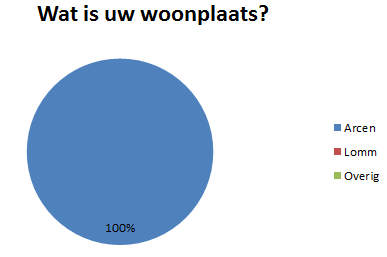 Wat is uw woonplaats?
100%
Arcen
Lomm
Overig